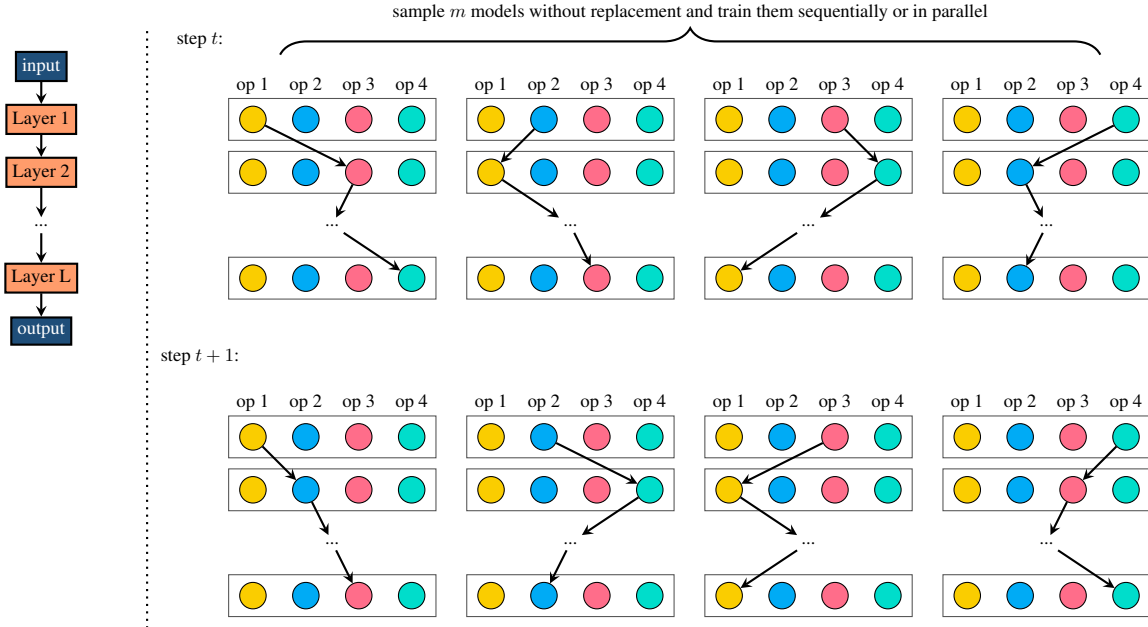 sample m models without replacement and train them sequentially or in parallel
step t:
input
Layer 1
Layer 2
...
Layer L
output
op 1 op 2 op 3 op 4 op 1 op 2 op 3 op 4 op 1 op 2 op 3 op 4 op 1 op 2 op 3 op 4
... ... ... ...
step t + 1:
op 1 op 2 op 3 op 4 op 1 op 2 op 3 op 4 op 1 op 2 op 3 op 4 op 1 op 2 op 3 op 4
... ... ... ...